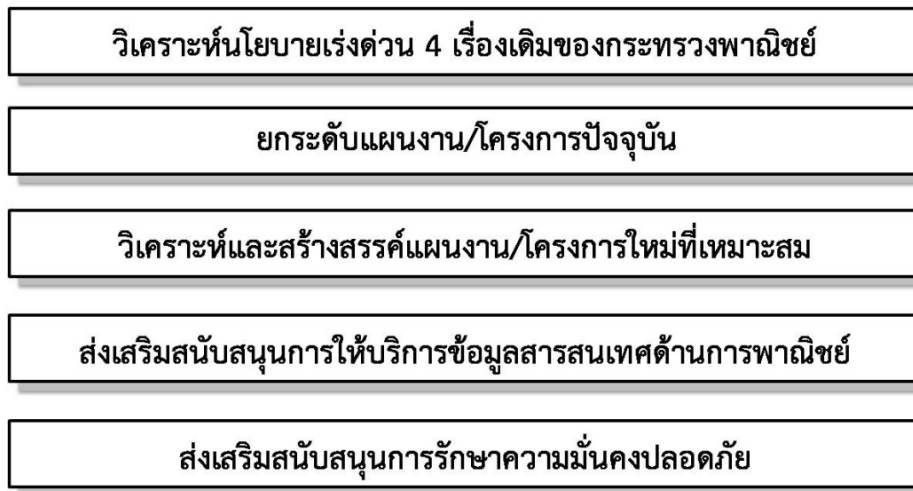 วิเคราะห์นโยบายเร่งด่วน 4 เรื่องเดิมของกระทรวงพาณิชย์
ยกระดับแผนงาน/โครงการปัจจุบัน
วิเคราะห์และสร้างสรรค์แผนงาน/โครงการใหม่ที่เหมาะสม
ส่งเสริมสนับสนุนการให้บริการข้อมูลสารสนเทศด้านการพาณิชย์
ส่งเสริมสนับสนุนการรักษาความมั่นคงปลอดภัย